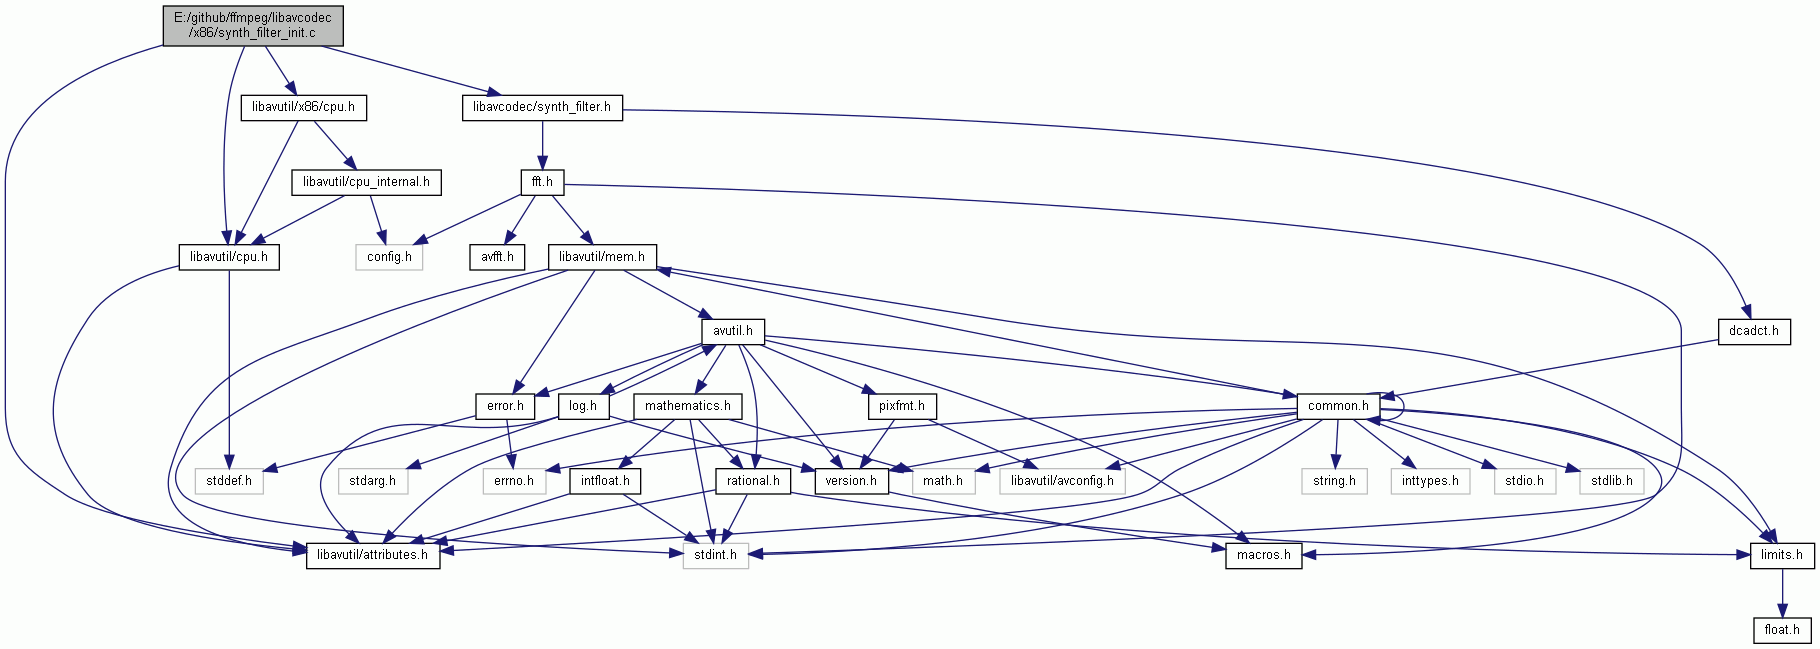 E:/github/ffmpeg/libavcodec
/x86/synth_filter_init.c
libavutil/x86/cpu.h
libavcodec/synth_filter.h
libavutil/cpu_internal.h
fft.h
libavutil/cpu.h
config.h
avfft.h
libavutil/mem.h
avutil.h
dcadct.h
error.h
log.h
mathematics.h
pixfmt.h
common.h
stddef.h
stdarg.h
errno.h
intfloat.h
rational.h
version.h
math.h
libavutil/avconfig.h
string.h
inttypes.h
stdio.h
stdlib.h
libavutil/attributes.h
stdint.h
macros.h
limits.h
float.h